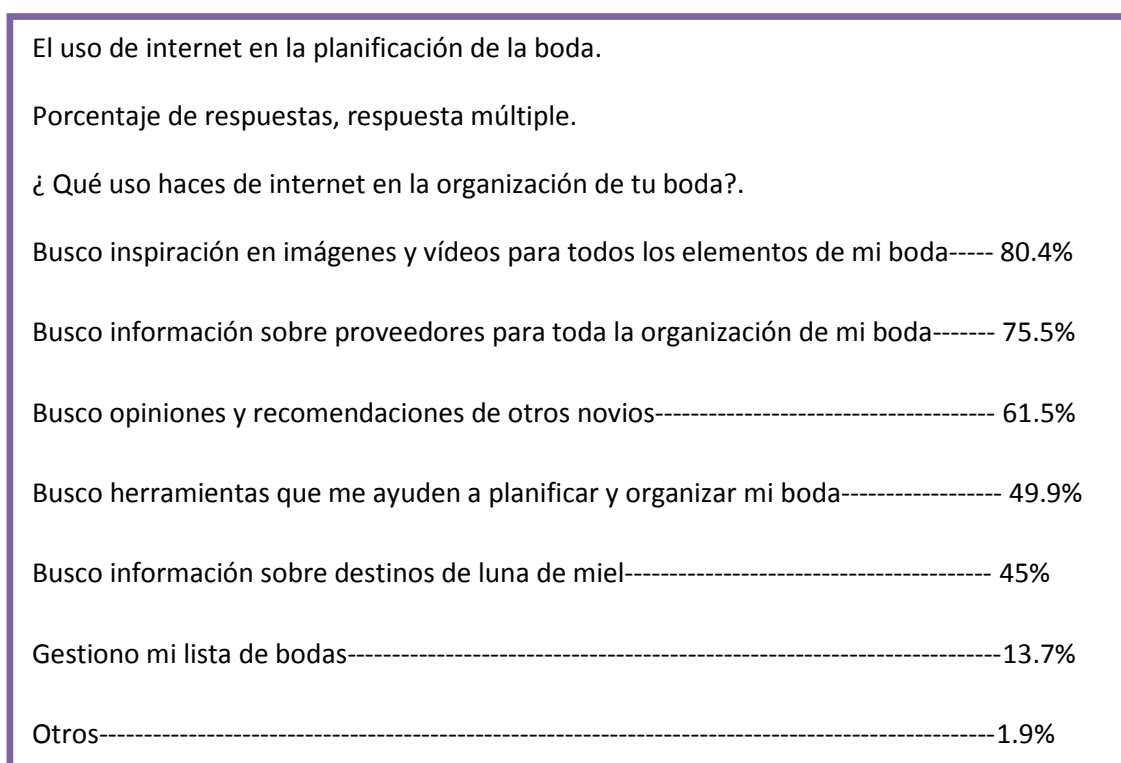 El uso de internet en la planificación de la boda.
Porcentaje de respuestas, respuesta múltiple.
¿ Qué uso haces de internet en la organización de tu boda?.
Busco inspiración en imágenes y vídeos para todos los elementos de mi boda----- 80.4%
Busco información sobre proveedores para toda la organización de mi boda------- 75.5%
Busco opiniones y recomendaciones de otros novios-------------------------------------- 61.5%
Busco herramientas que me ayuden a planificar y organizar mi boda------------------ 49.9%
Busco información sobre destinos de luna de miel----------------------------------------- 45%
Gestiono mi lista de bodas-------------------------------------------------------------------------13.7%
Otros----------------------------------------------------------------------------------------------------1.9%